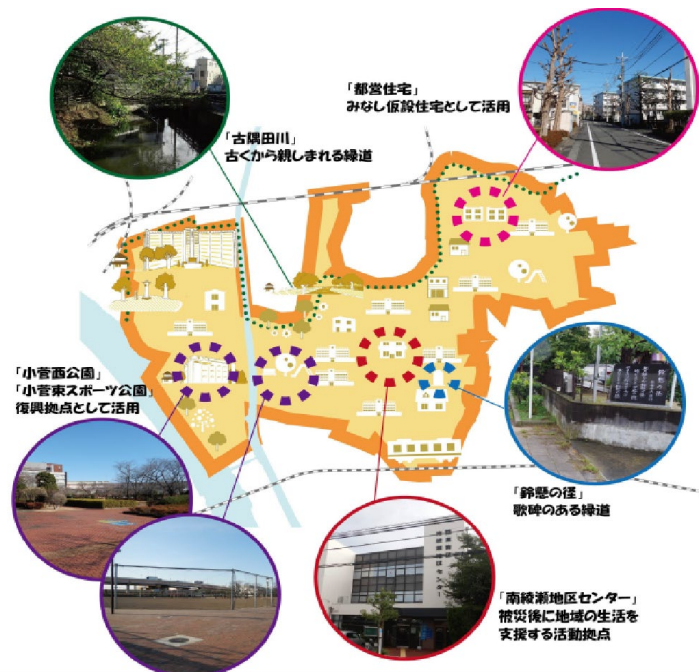 「都営住宅」
みなし仮設住宅として活用
「古隅田川」
古くから親しまれる緑道
「小菅西公園」
「小菅東スポーツ公園」
復興拠点として活用
「鈴懸の径」
歌碑のある緑道
「南綾瀬地区センター」
被災後に地域の生活を
支援する活動拠点